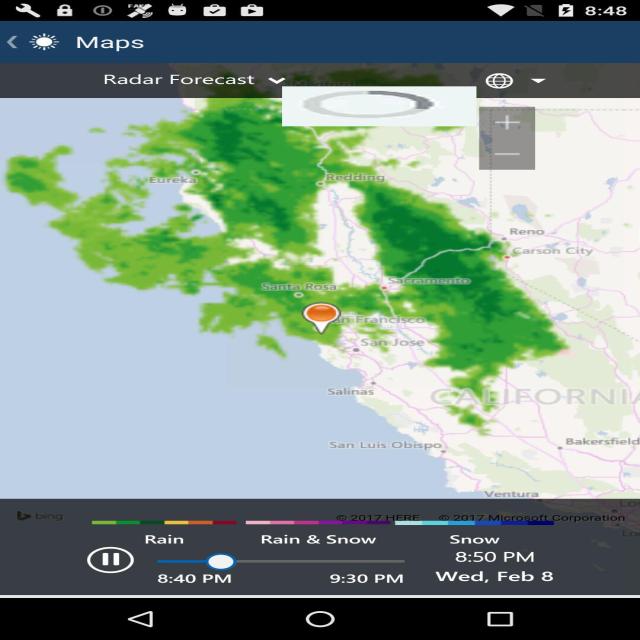 8:48
Maps
Radar Forecast
+
−
Eureka
Redding
Reno
Carson City
Sacramento
Santa Rosa
an Francisco
San Jose
Salinas
CALIFORNIA
San Luis Obispo
Bakersfield
Ventura
bing
© 2017 HERE
© 2017 Microsoft Corporation
Rain
Rain & Snow
Snow
8:50 PM
8:40 PM
9:30 PM
Wed, Feb 8